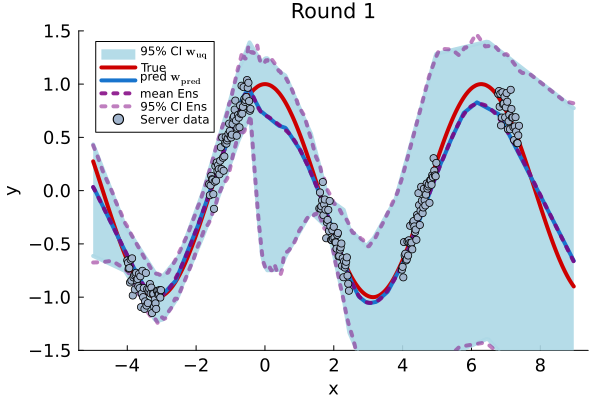 Round 1
1.5
1.0
0.5
0.0
−0.5
−1.0
−1.5
y
95% CI w_uq
True
pred w_pred
mean Ens
95% CI Ens
Server data
−4 −2 0 2 4 6 8
x